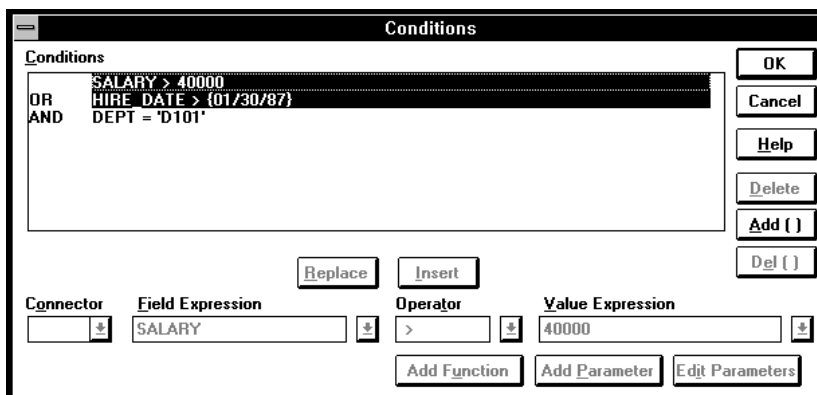 Conditions
Conditions
SALARY > 40000
OR HIRE_DATE > {01/30/87}
AND DEPT = 'D101'
OK
Cancel
Help
Delete
Add ( )
Del ( )
Replace Insert
Connector Field Expression Operator Value Expression
SALARY > 40000
Add Function Add Parameter Edit Parameters